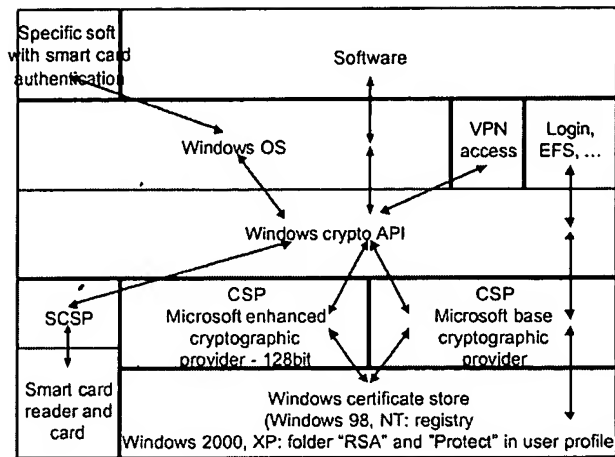 Specific soft
with smart card
authentication
Software
Windows OS
VPN
access
Login,
EFS, ...
Windows crypto API
SCSP
CSP
Microsoft enhanced
cryptographic
provider - 128bit
CSP
Microsoft base
cryptographic
provider
Smart card
reader and
card
Windows certificate store
(Windows 98, NT: registry
Windows 2000, XP: folder "RSA" and "Protect" in user profile